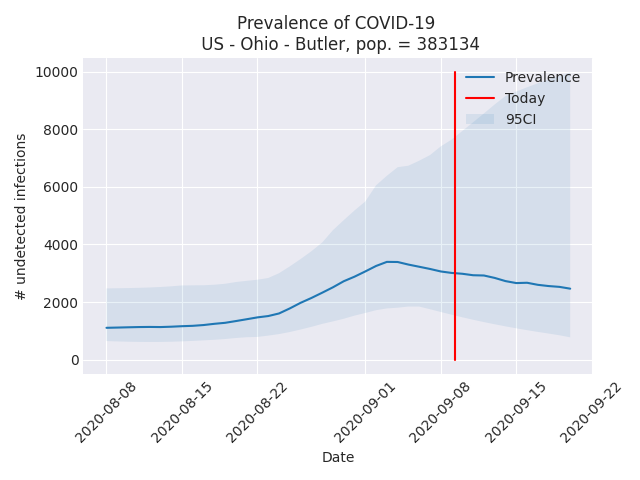 Prevalence of COVID-19
US - Ohio - Butler, pop. = 383134
# undetected infections
10000
8000
6000
4000
2000
0
Prevalence
Today
95CI
2020-08-08
2020-08-15
2020-08-22
2020-09-01
2020-09-08
2020-09-15
2020-09-22
Date